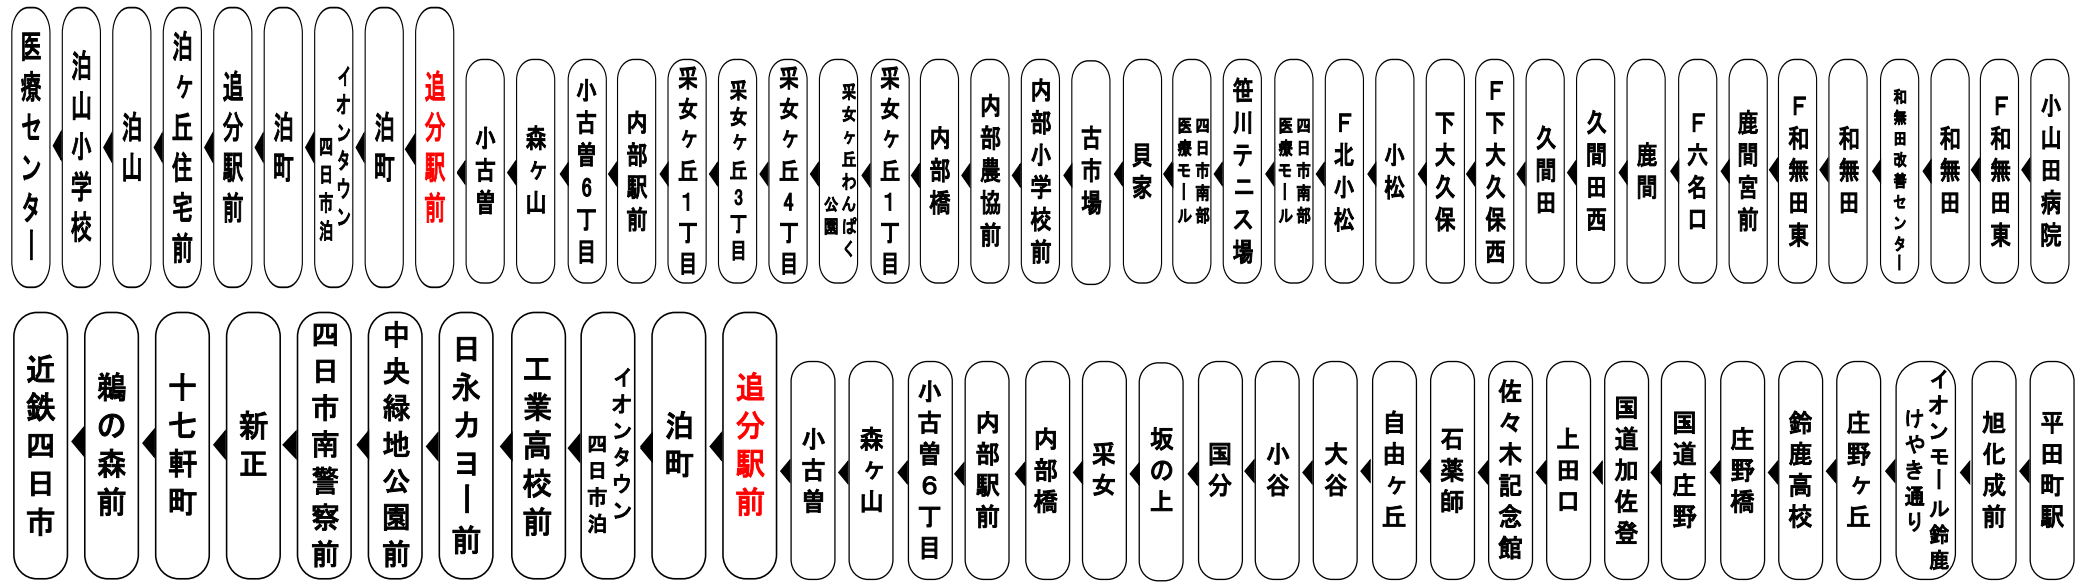 医療センター
泊山小学校
泊山
泊ヶ丘住宅前
追分駅前
泊町
イオンタウン
四日市泊
泊町
追分駅前
小古曽
森ヶ山
小古曽6丁目
内部駅前
采女ヶ丘1丁目
采女ヶ丘3丁目
采女ヶ丘4丁目
采女ヶ丘わんぱく
公園
采女ヶ丘1丁目
内部橋
内部農協前
内部小学校前
古市場
貝家
四日市南部
医療モール
笹川テニス場
四日市南部
医療モール
F北小松
小松
下大久保
F下大久保西
久間田
久間田西
鹿間
F六名口
鹿間宮前
F和無田東
和無田
和無田改善センター
和無田
F和無田東
小山田病院
近鉄四日市
鵜の森前
十七軒町
新正
四日市南警察前
中央緑地公園前
日永カヨー前
工業高校前
イオンタウン
四日市泊
泊町
追分駅前
小古曽
森ヶ山
小古曽6丁目
内部駅前
内部橋
采女
坂の上
国分
小谷
大谷
自由ヶ丘
石薬師
佐々木記念館
上田口
国道加佐登
国道庄野
庄野橋
鈴鹿高校
庄野ヶ丘
イオンモール鈴鹿
けやき通り
旭化成前
平田町駅